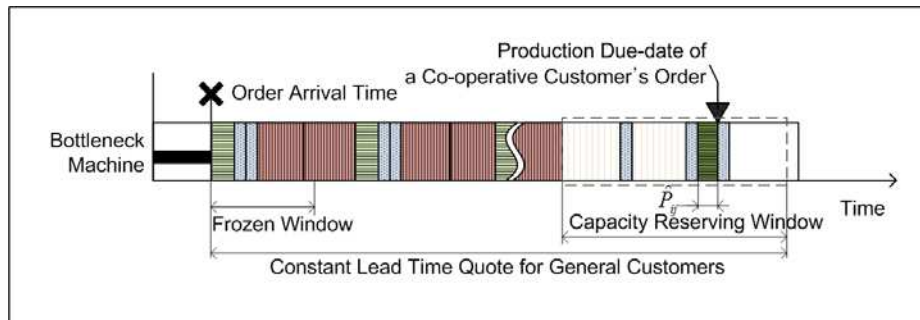 Production Due-date of
a Co-operative Customer's Order
Order Arrival Time
Bottleneck
Machine
P̂ij
Time
Frozen Window
Capacity Reserving Window
Constant Lead Time Quote for General Customers